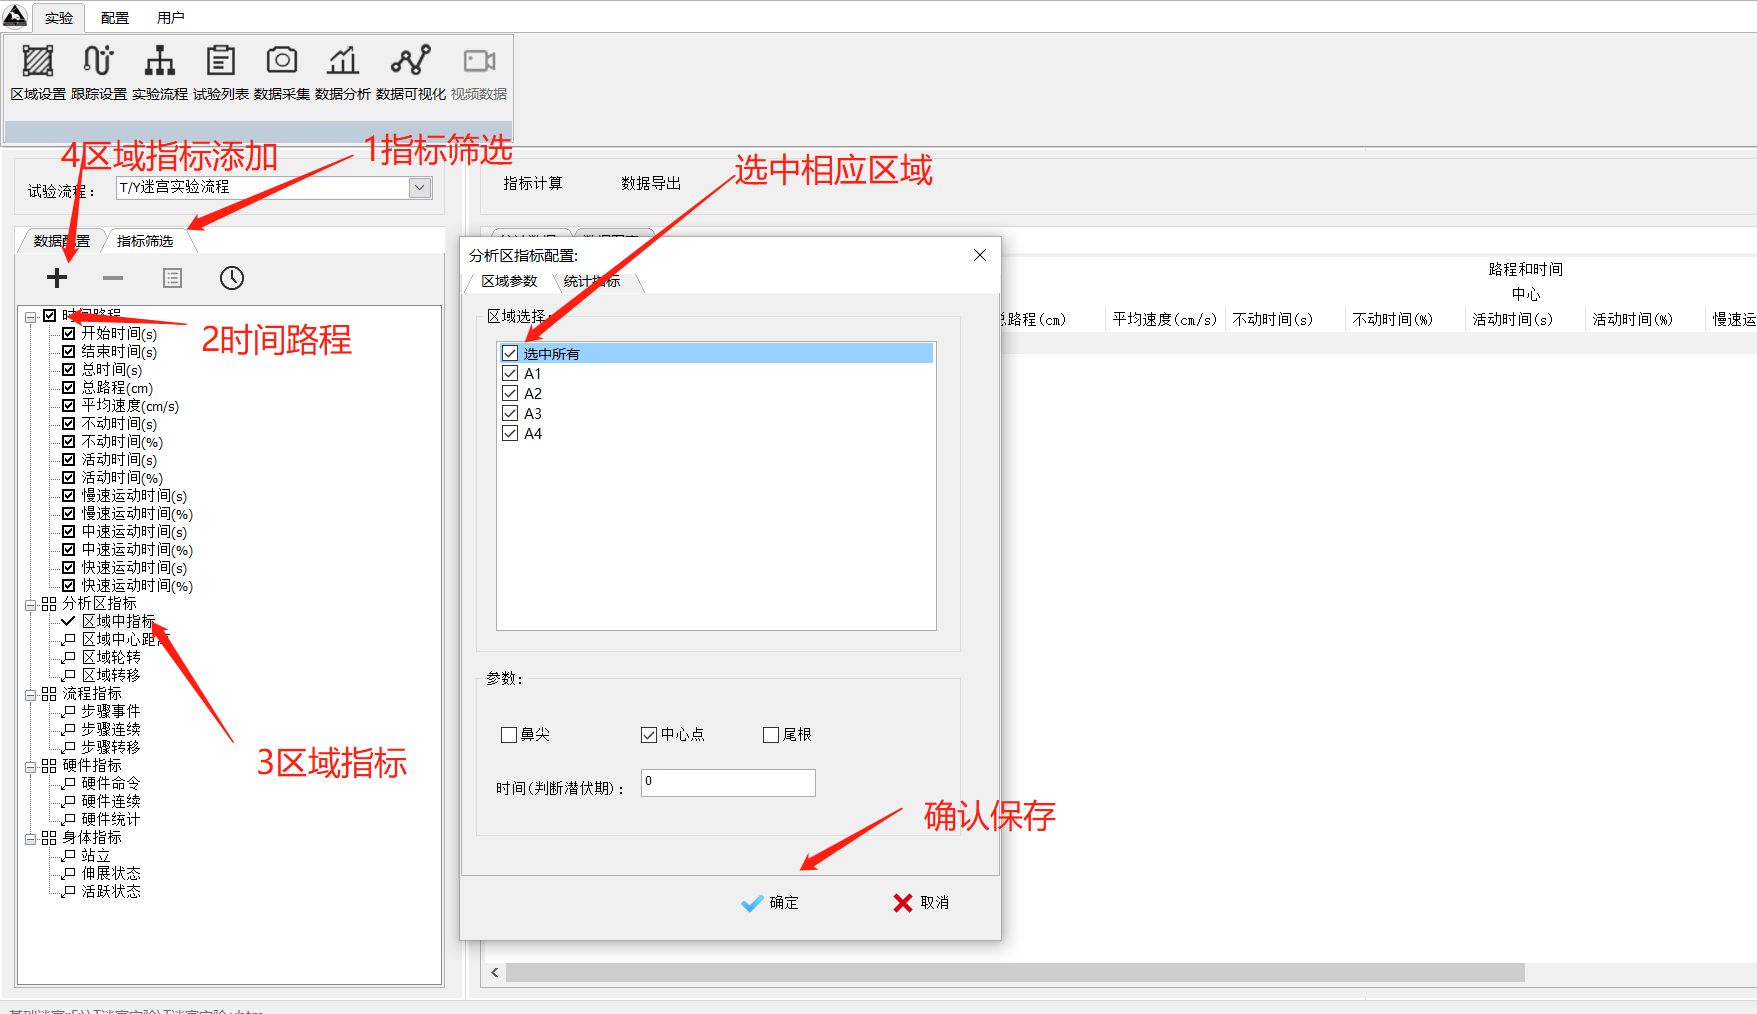 实验 配置 用户
区域设置 跟踪设置 实验流程 试验列表 数据采集 数据分析 数据可视化 视频数据
4区域指标添加
1指标筛选
选中相应区域
试验流程： T/Y迷宫实验流程
指标计算 数据导出
数据配置 指标筛选
时间路程
开始时间(s)
结束时间(s)
总时间(s)
总路程(cm)
平均速度(cm/s)
不动时间(s)
不动时间(%)
活动时间(s)
活动时间(%)
慢速运动时间(s)
慢速运动时间(%)
中速运动时间(s)
中速运动时间(%)
快速运动时间(s)
快速运动时间(%)
分析区指标
区域中指标
区域中心距离
区域轮转
区域转移
流程指标
步骤事件
步骤连续
步骤转移
硬件指标
硬件命令
硬件连续
硬件统计
身体指标
站立
伸展状态
活跃状态
2时间路程
3区域指标
分析区指标配置:
区域参数 统计指标
区域选择:
选中所有
A1
A2
A3
A4
参数:
鼻尖 中心点 尾根
时间(判断潜伏期)： 0
确认保存
确定 取消
路程和时间
中心
总路程(cm) 平均速度(cm/s) 不动时间(s) 不动时间(%) 活动时间(s) 活动时间(%) 慢速运